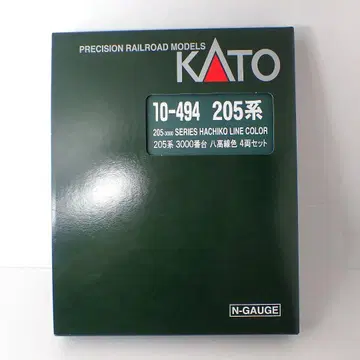 PRECISION RAILROAD MODELS
KATO
10-494 205系
205-3000 SERIES HACHIKO LINE COLOR
205系 3000番台 八高線色 4両セット
N-GAUGE